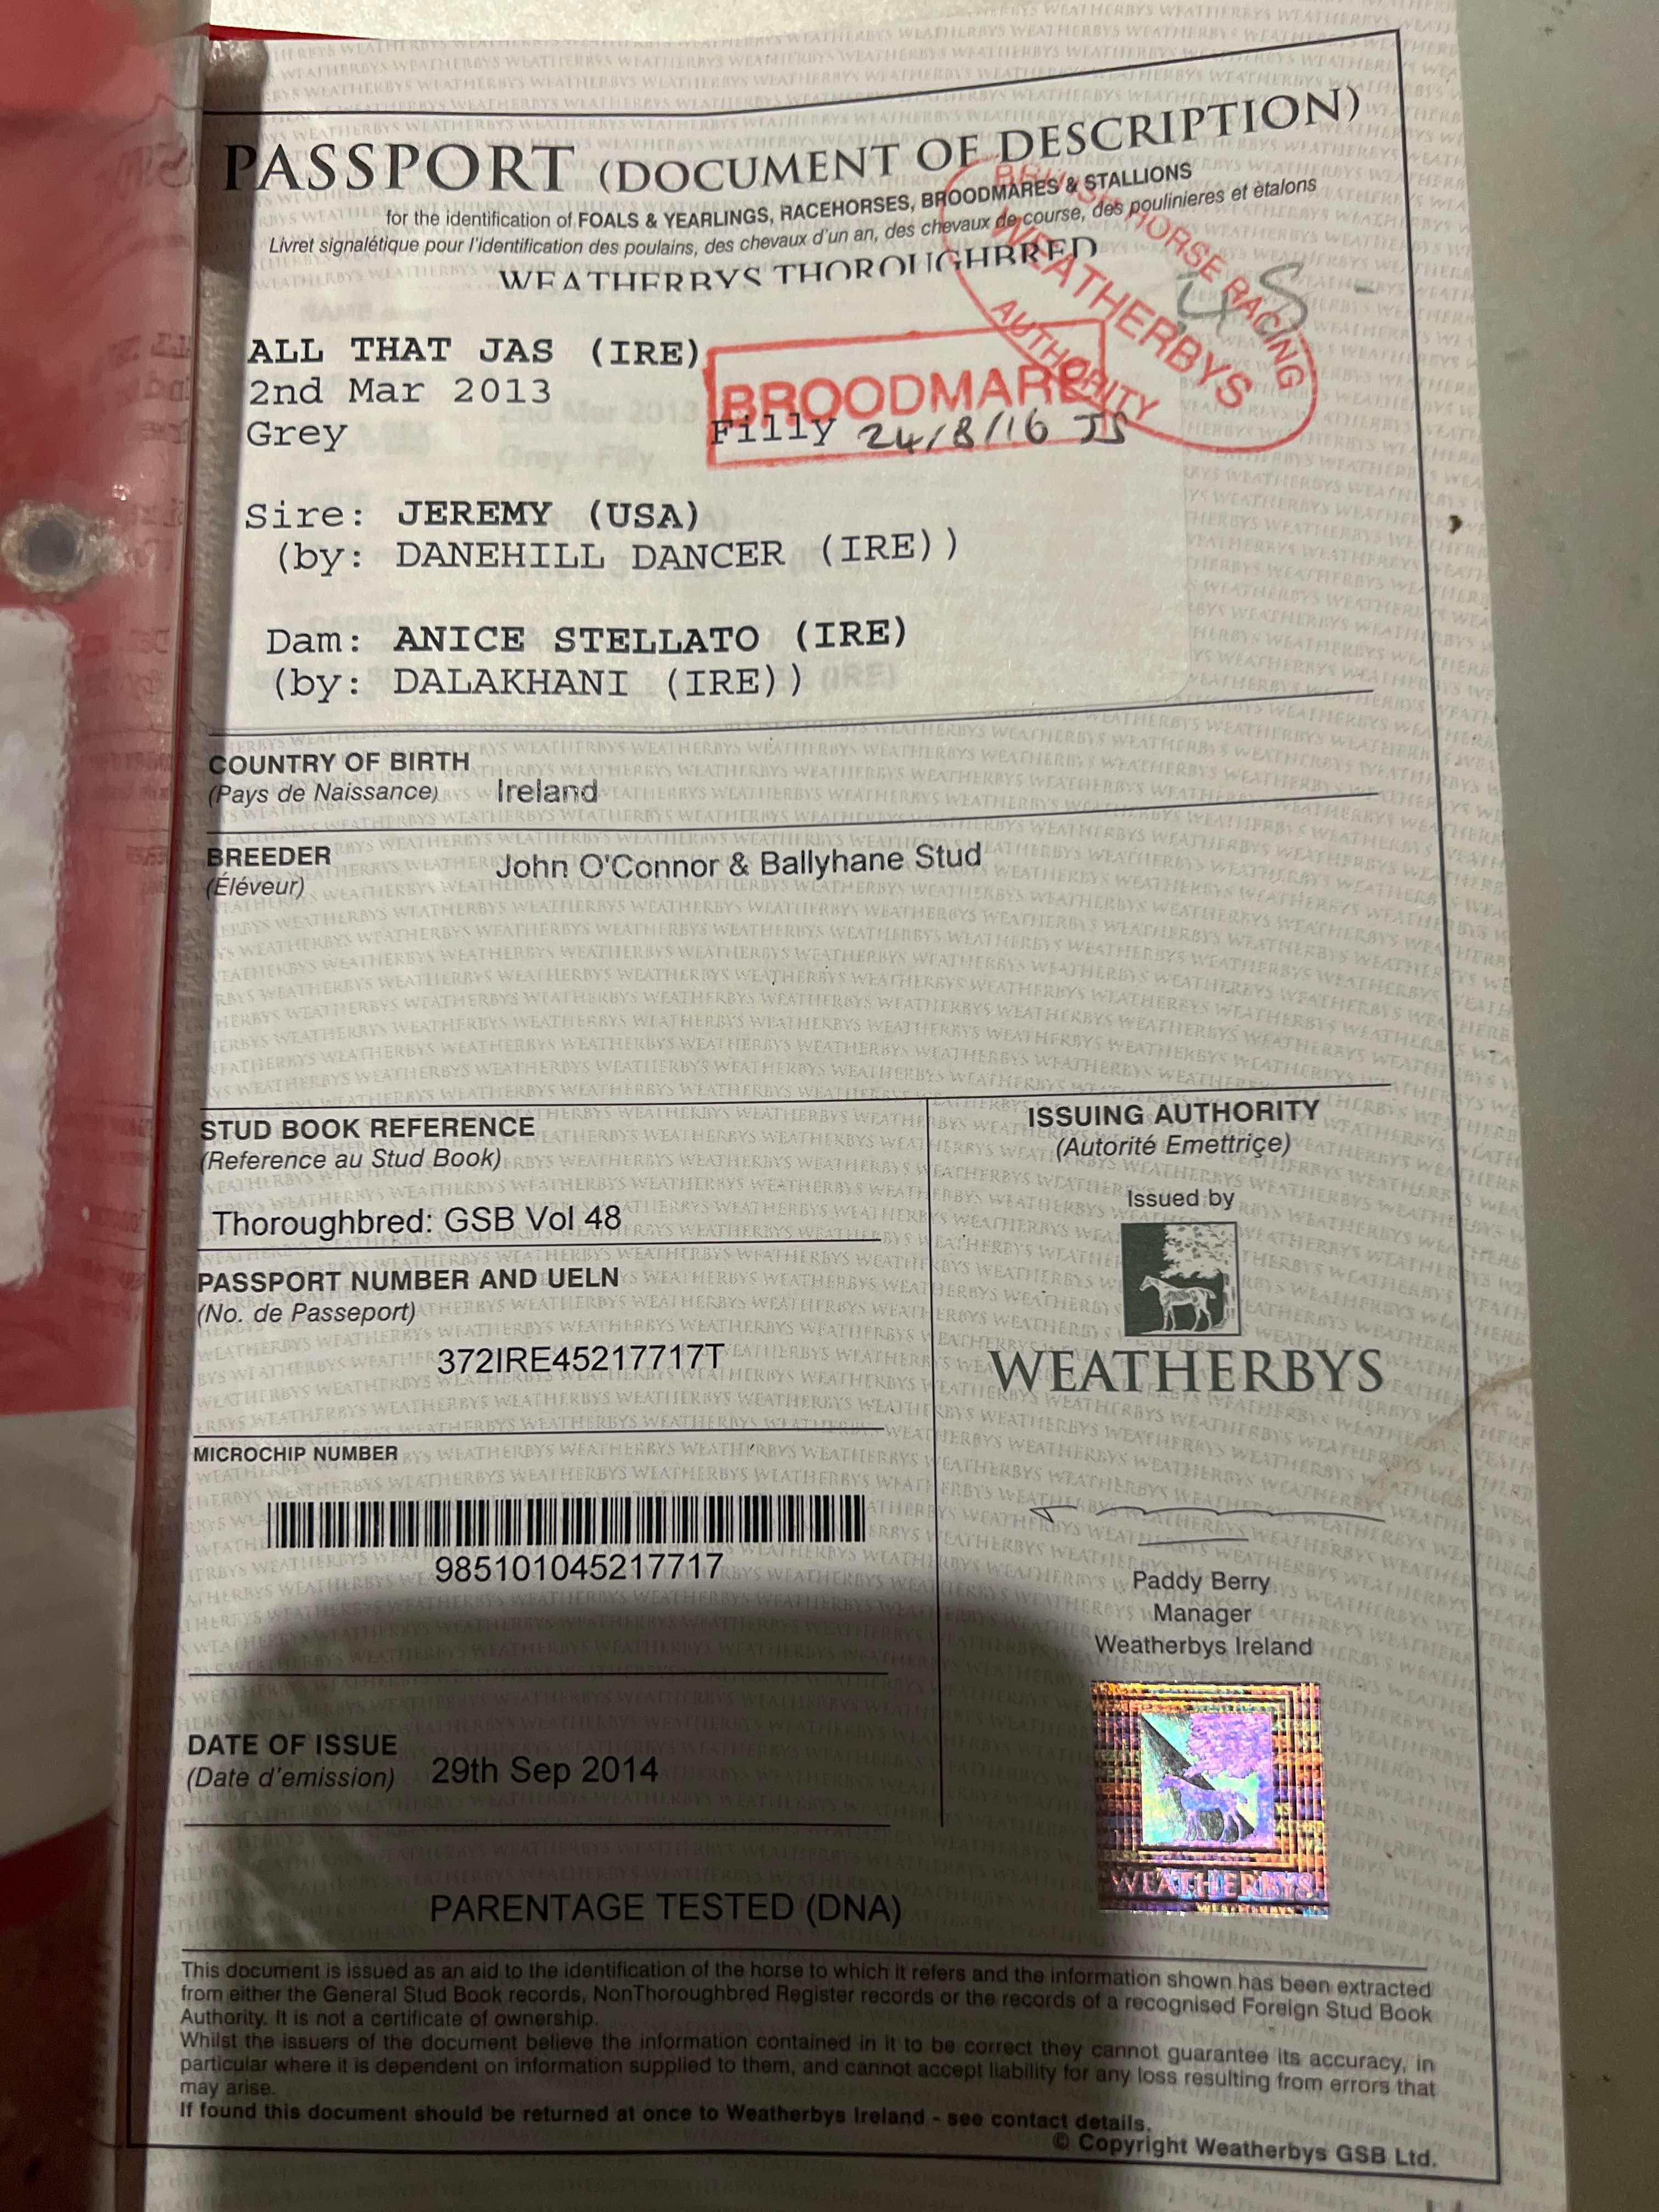 PASSPORT (DOCUMENT OF DESCRIPTION)
for the identification of FOALS & YEARLINGS, RACEHORSES, BROODMARES & STALLIONS
Livret signalétique pour l'identification des poulains, des chevaux d'un an, des chevaux de course, des poulinieres et ètalons
WEATHERBYS THOROUGHBRED
BRITISH HORSE RACING
WEATHERBYS
AUTHORITY
48
ALL THAT JAS (IRE)
2nd Mar 2013
BROODMARE
Grey Filly 24/8/16 JS
Sire: JEREMY (USA)
(by: DANEHILL DANCER (IRE))
Dam: ANICE STELLATO (IRE)
(by: DALAKHANI (IRE))
COUNTRY OF BIRTH
(Pays de Naissance) Ireland
BREEDER John O'Connor & Ballyhane Stud
(Éléveur)
STUD BOOK REFERENCE
(Reference au Stud Book)
Thoroughbred: GSB Vol 48
PASSPORT NUMBER AND UELN
(No. de Passeport)
372IRE45217717T
MICROCHIP NUMBER
985101045217717
DATE OF ISSUE
(Date d'emission) 29th Sep 2014
ISSUING AUTHORITY
(Autorité Emettriçe)
Issued by
WEATHERBYS
Paddy Berry
Manager
Weatherbys Ireland
WEATHERBYS
PARENTAGE TESTED (DNA)
This document is issued as an aid to the identification of the horse to which it refers and the information shown has been extracted
from either the General Stud Book records, NonThoroughbred Register records or the records of a recognised Foreign Stud Book
Authority. It is not a certificate of ownership.
Whilst the issuers of the document believe the information contained in it to be correct they cannot guarantee its accuracy, in
particular where it is dependent on information supplied to them, and cannot accept liability for any loss resulting from errors that
may arise.
If found this document should be returned at once to Weatherbys Ireland - see contact details.
© Copyright Weatherbys GSB Ltd.